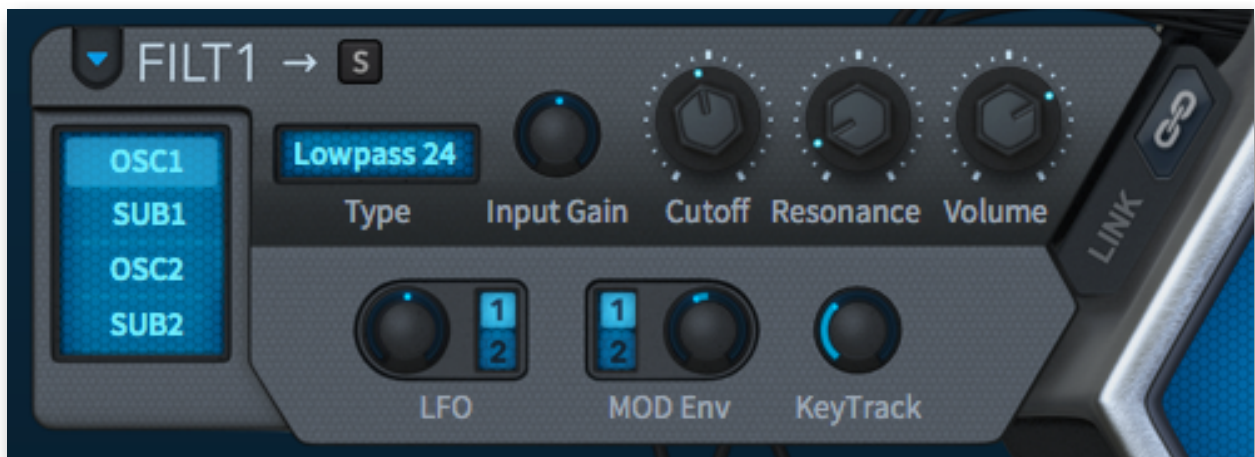 FILT1 → S
OSC1
SUB1
OSC2
SUB2
Lowpass 24
Type
Input Gain
Cutoff
Resonance
Volume
LINK
1
2
LFO
1
2
MOD Env
KeyTrack